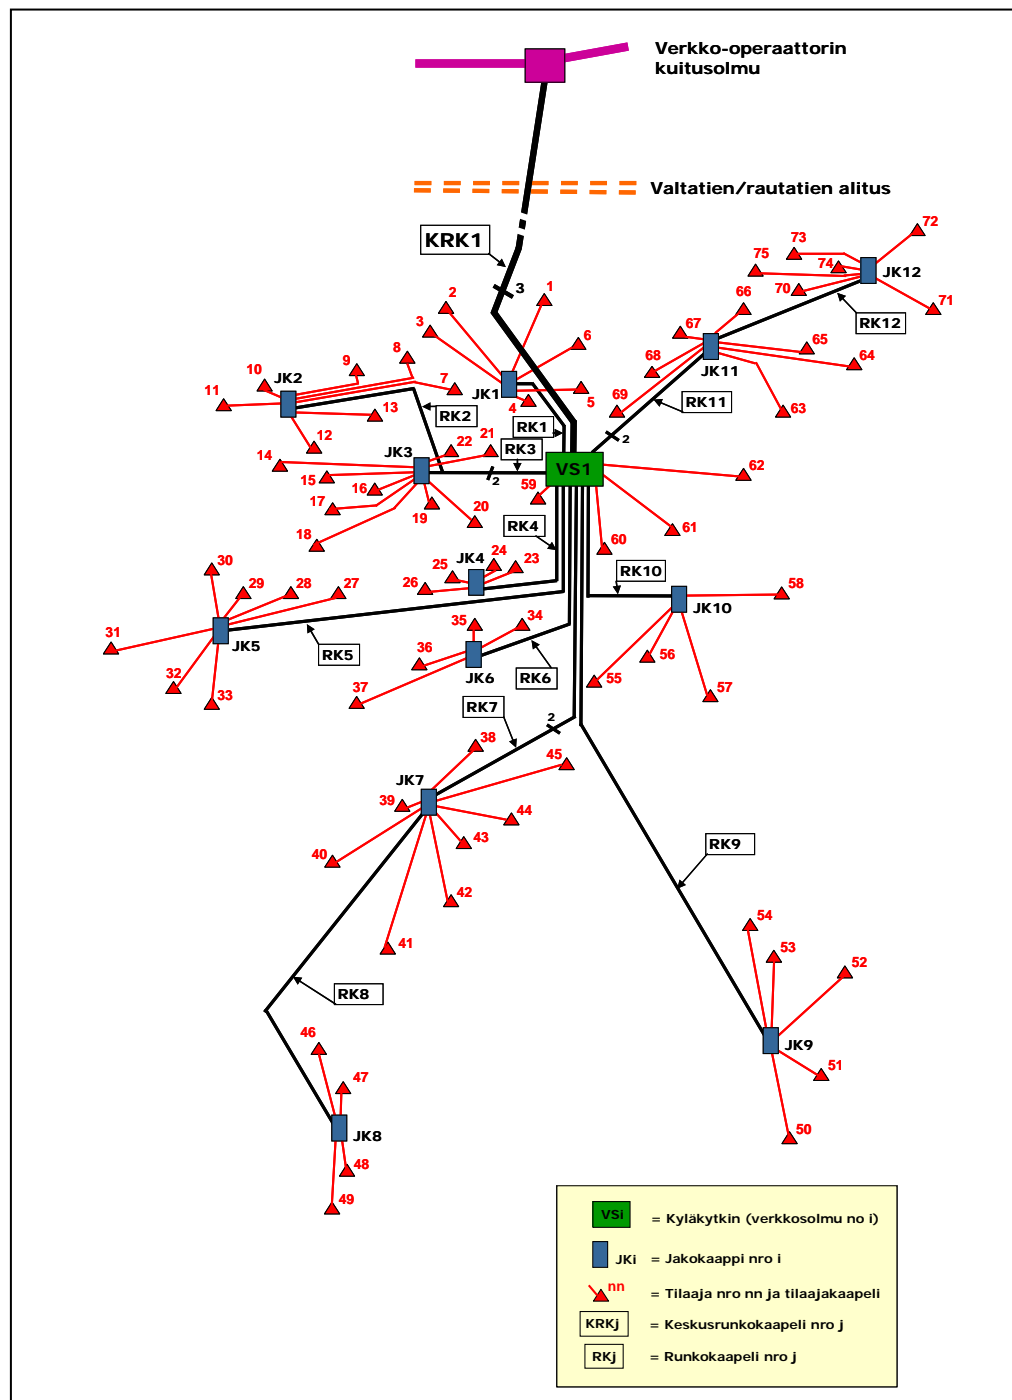 Verkko-operaattorin
kuitusolmu
Valtatien/rautatien alitus
KRK1
3
1
2
3
4
5
6
JK1
RK1
72
73
74
75
70
71
JK12
RK12
66
67
68
69
65
64
63
JK11
RK11
2
8
9
10
11
7
JK2
13
12
RK2
22
21
JK3
RK3
2
14
15
16
17
18
19
20
VS1
59
60
61
62
RK4
JK4
24
23
25
26
RK10
JK10
58
55
56
57
30
29
28
27
31
32
33
JK5
RK5
35
34
36
37
JK6
RK6
RK7
2
38
45
JK7
39
44
43
40
42
41
RK9
54
53
52
JK9
51
50
RK8
46
47
JK8
48
49
VSi = Kyläkytkin (verkkosolmu no i)
JKi = Jakokaappi nro i
nn = Tilaaja nro nn ja tilaajakaapeli
KRKj = Keskusrunkokaapeli nro j
RKj = Runkokaapeli nro j